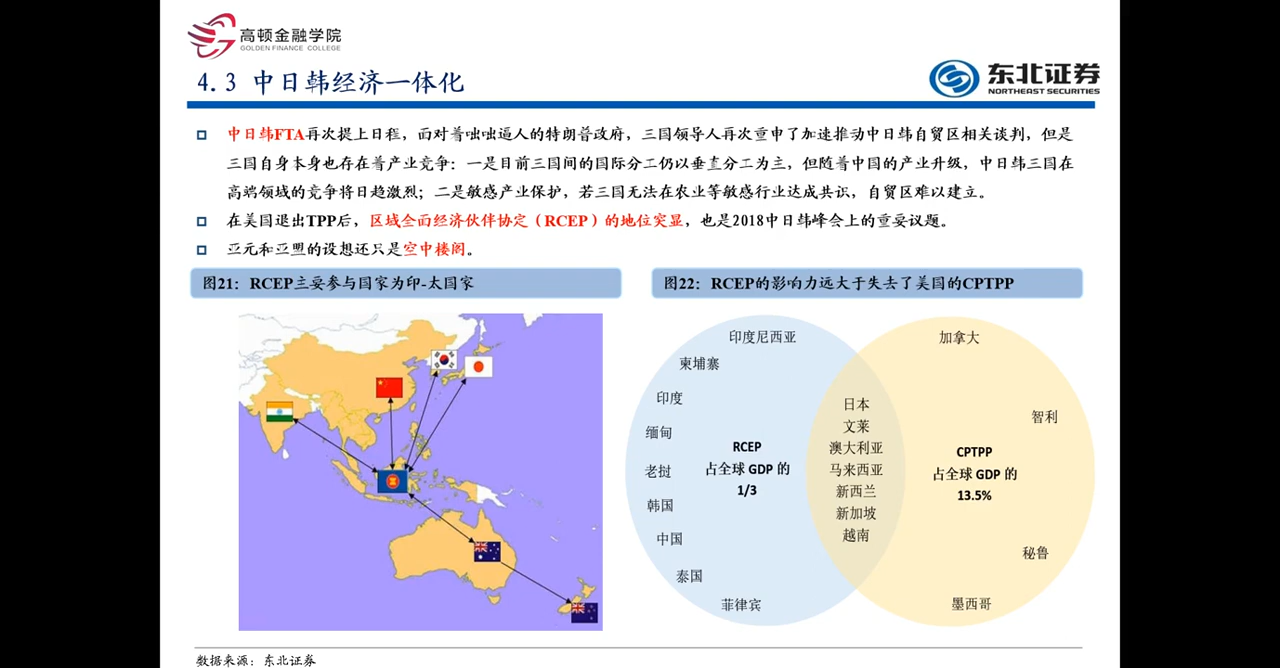 高顿金融学院
GOLDEN FINANCE COLLEGE
4.3 中日韩经济一体化
东北证券
NORTHEAST SECURITIES
中日韩FTA再次提上日程，面对普咄咄逼人的特朗普政府，三国领导人再次重申了加速推动中日韩自贸区相关谈判，但是
三国自身本身也存在普产业竞争：一是目前三国间的国际分工仍以垂直分工为主，但随普中国的产业升级，中日韩三国在
高端领域的竞争将日趋激烈；二是敏感产业保护，若三国无法在农业等敏感行业达成共识，自贸区难以建立。
在美国退出TPP后，区域全面经济伙伴协定（RCEP）的地位突显，也是2018中日韩峰会上的重要议题。
亚元和亚盟的设想还只是空中楼阁。
图21：RCEP主要参与国家为印-太国家
图22：RCEP的影响力远大于失去了美国的CPTPP
印度尼西亚
柬埔寨
印度
缅甸
老挝
韩国
中国
泰国
菲律宾
RCEP
占全球 GDP 的
1/3
日本
文莱
澳大利亚
马来西亚
新西兰
新加坡
越南
加拿大
智利
CPTPP
占全球 GDP 的
13.5%
秘鲁
墨西哥
数据来源：东北证券